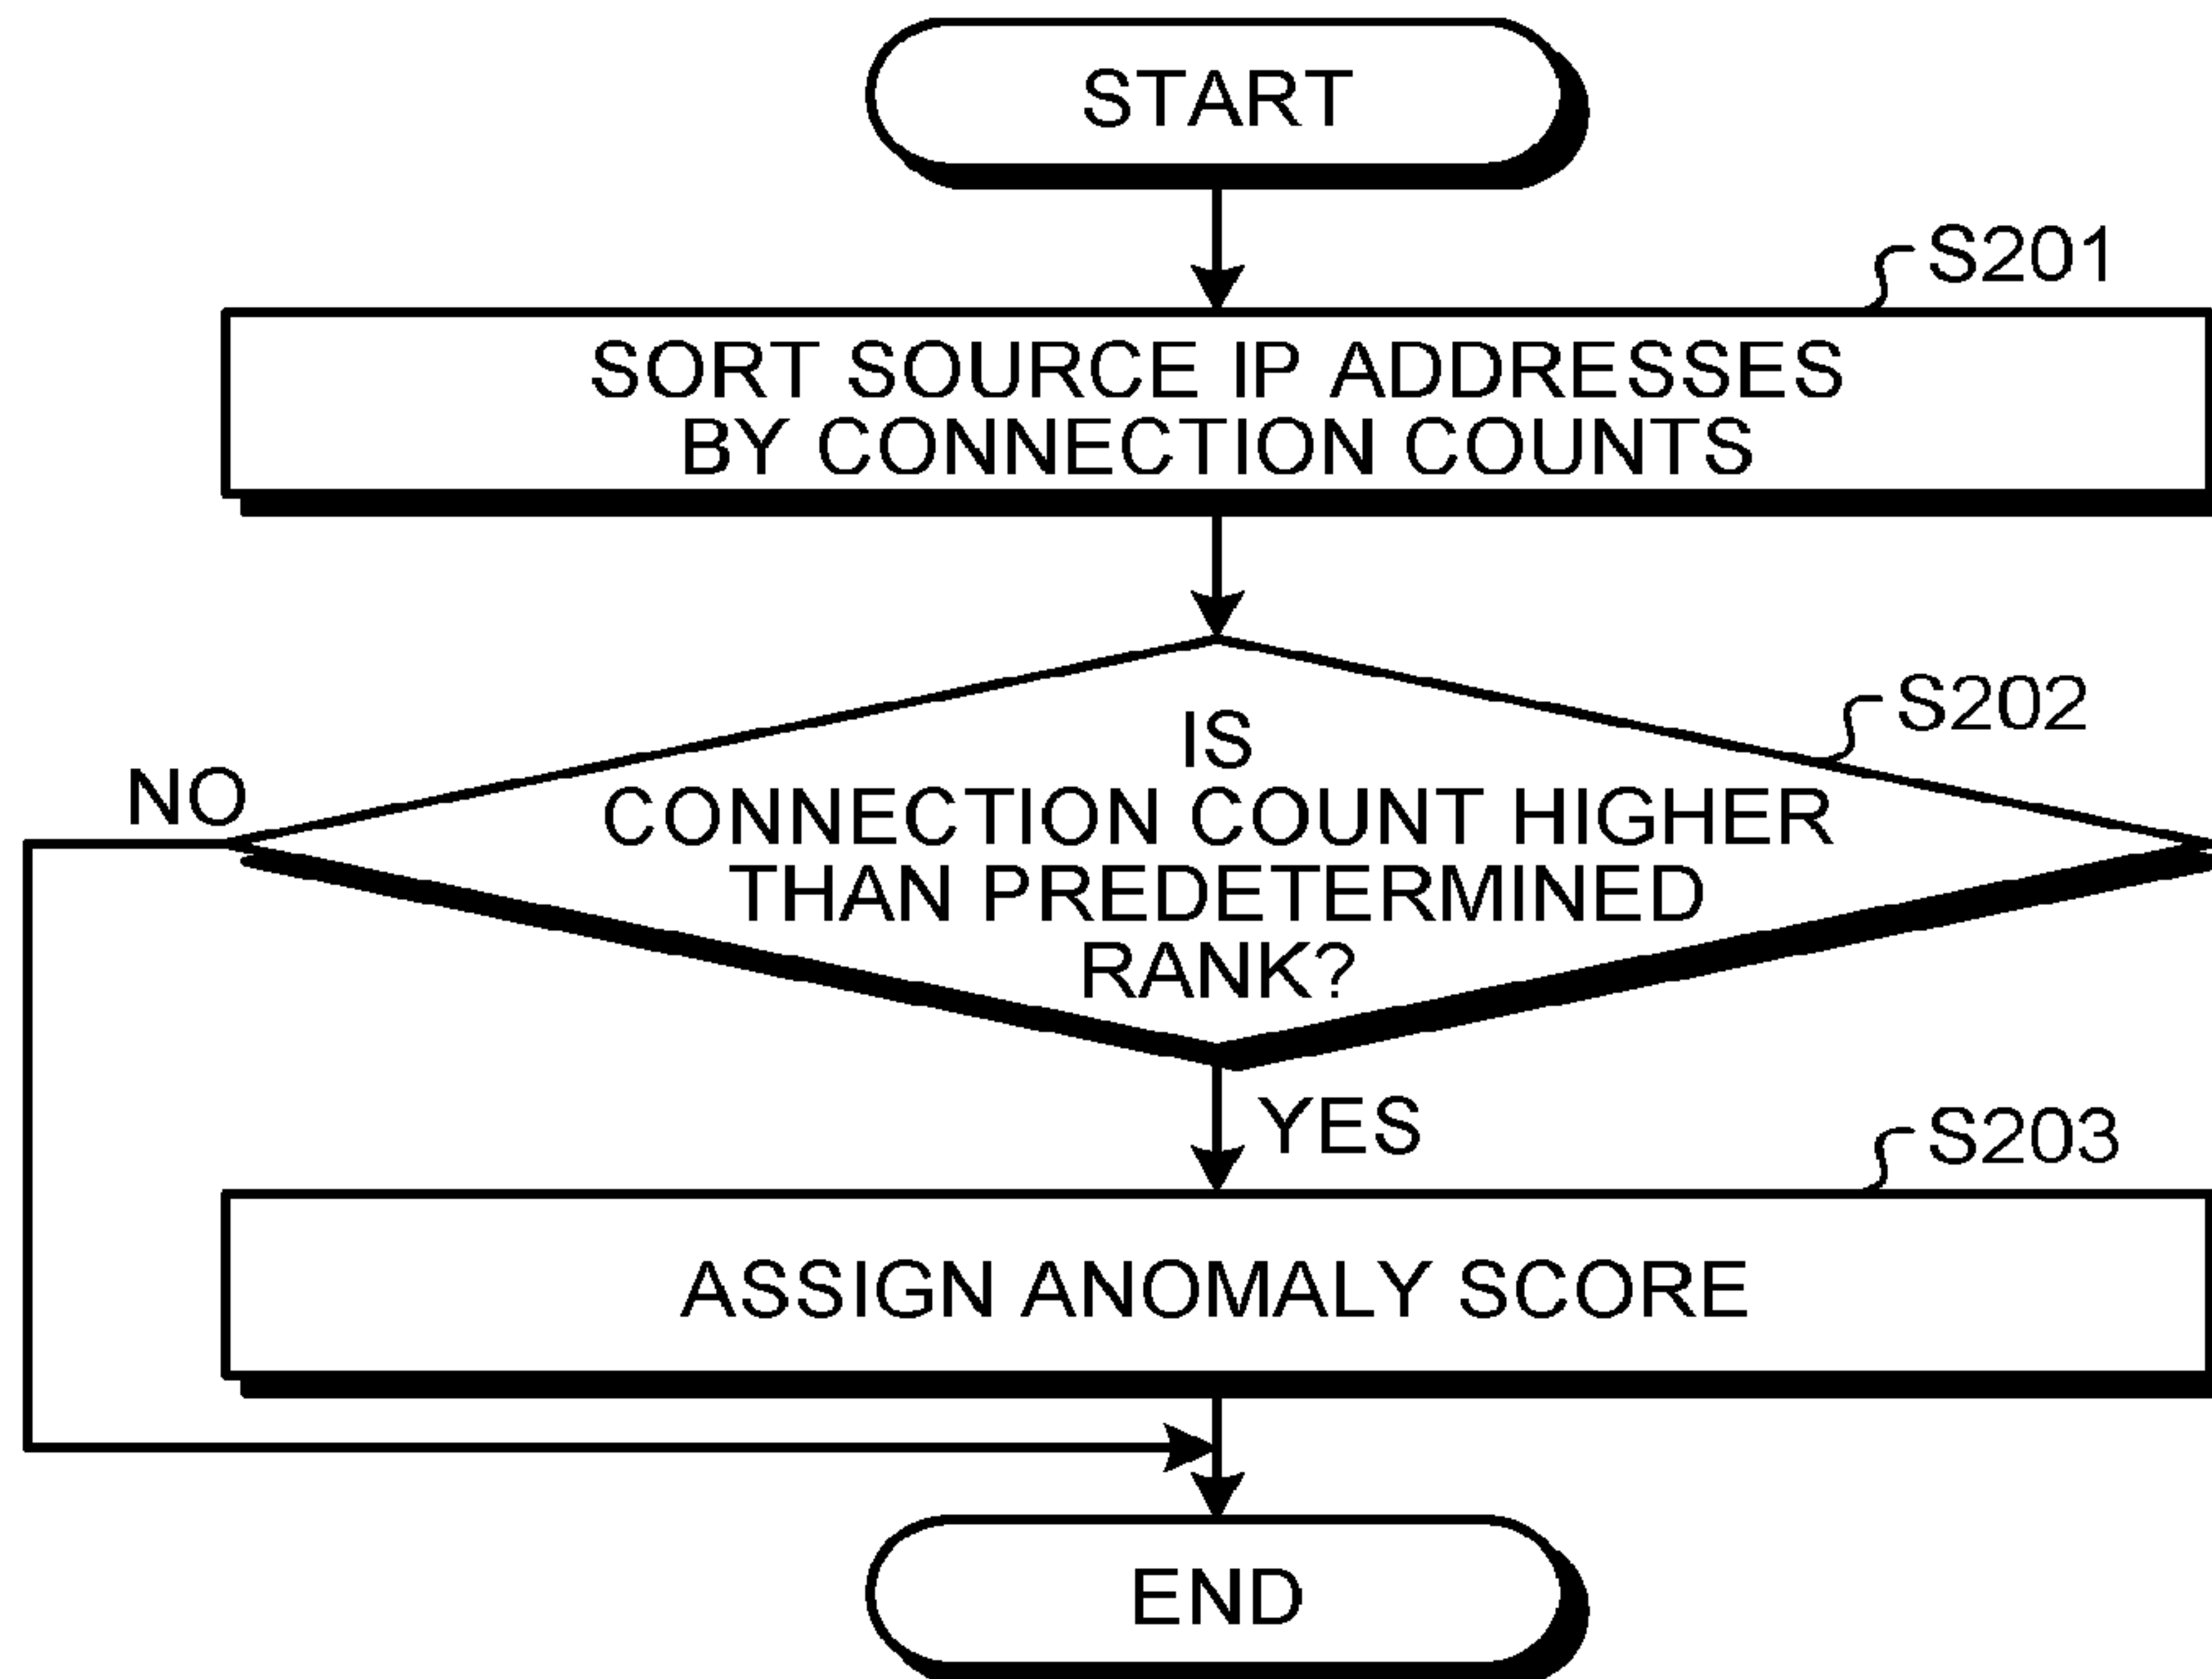 START
S201
SORT SOURCE IP ADDRESSES
BY CONNECTION COUNTS
S202
IS
CONNECTION COUNT HIGHER
THAN PREDETERMINED
RANK?
NO
YES
S203
ASSIGN ANOMALY SCORE
END